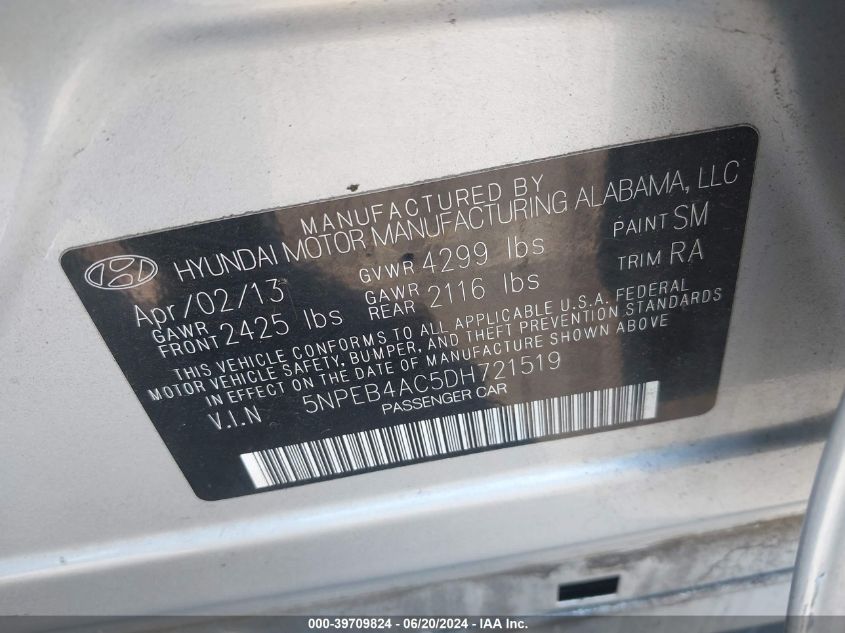 MANUFACTURED BY
HYUNDAI MOTOR MANUFACTURING ALABAMA, LLC
Apr/02/13 GVWR 4299 lbs PAINT SM
GAWR FRONT 2425 lbs GAWR REAR 2116 lbs TRIM RA
THIS VEHICLE CONFORMS TO ALL APPLICABLE U.S.A. FEDERAL
MOTOR VEHICLE SAFETY, BUMPER, AND THEFT PREVENTION STANDARDS
IN EFFECT ON THE DATE OF MANUFACTURE SHOWN ABOVE
V.I.N 5NPEB4AC5DH721519
PASSENGER CAR
000-39709824 - 06/20/2024 - IAA Inc.